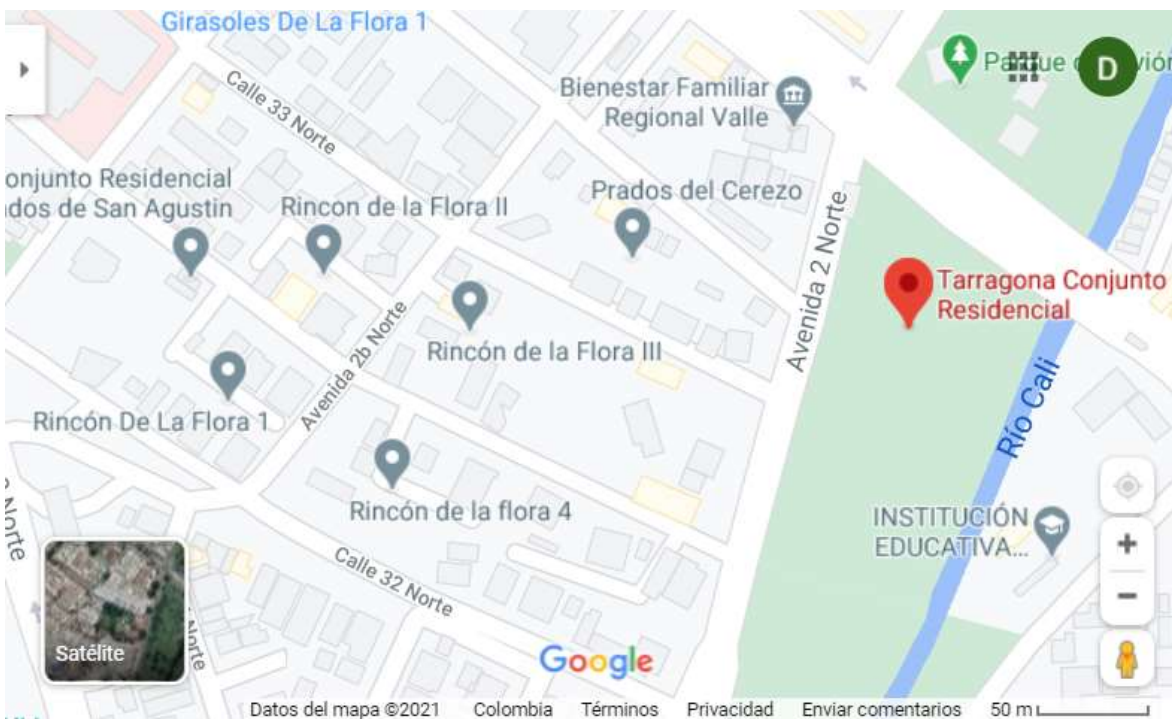 Girasoles De La Flora 1
Calle 33 Norte
Bienestar Familiar
Regional Valle
Parque
D
onjunto Residencial
dos de San Agustin
Rincon de la Flora II
Prados del Cerezo
Avenida 2 Norte
Tarragona Conjunto
Residencial
Avenida 2b Norte
Rincón de la Flora III
Rincón De La Flora 1
Río Cali
Rincón de la flora 4
INSTITUCIÓN
EDUCATIVA...
Norte
Calle 32 Norte
Norte
Satélite
Google
Datos del mapa ©2021 Colombia Términos Privacidad Enviar comentarios 50 m